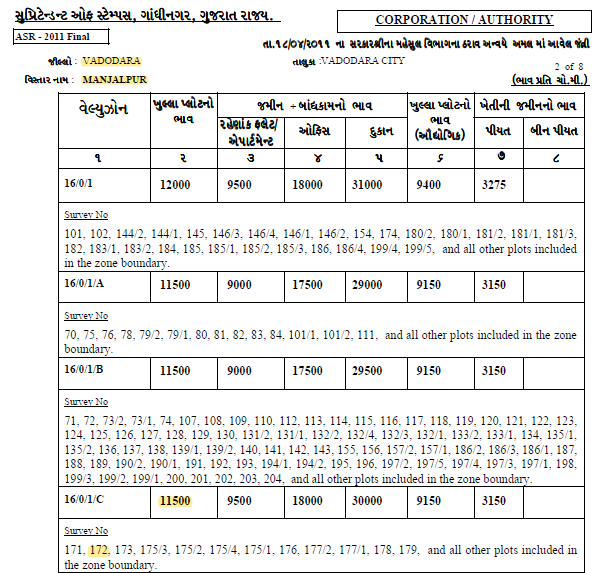 સુપ્રિટેન્ડેન્ટ ઓફ સ્ટેમ્પસ, ગાંધીનગર, ગુજરાત રાજ્ય.
CORPORATION / AUTHORITY
ASR - 2011 Final
તા.૧૮/૦૪/૨૦૧૧ ના સરકારશ્રીના મહેસુલ વિભાગના ઠરાવ અન્વયે અમલ માં આવેલ જંત્રી
જીલ્લો : VADODARA તાલુકા :VADODARA CITY 2 of 8
વિસ્તાર નામ : MANJALPUR (ભાવ પ્રતિ ચો.મી.)
વેલ્યુઝોન ખુલ્લા પ્લોટનો ભાવ જમીન + બાંધકામનો ભાવ ખુલ્લા પ્લોટનો ભાવ (ઔદ્યોગિક) ખેતીની જમીનનો ભાવ
રહેણાંક ફ્લેટ/એપાર્ટમેન્ટ ઓફિસ દુકાન પીયત બીન પીયત
૧ ૨ ૩ ૪ ૫ ૬ ૭ ૮
16/0/1 12000 9500 18000 31000 9400 3275
Survey No
101, 102, 144/2, 144/1, 145, 146/3, 146/4, 146/1, 146/2, 154, 174, 180/2, 180/1, 181/2, 181/1, 181/3,
182, 183/1, 183/2, 184, 185, 185/1, 185/2, 185/3, 186, 186/4, 199/4, 199/5, and all other plots included
in the zone boundary.
16/0/1/A 11500 9000 17500 29000 9150 3150
Survey No
70, 75, 76, 78, 79/2, 79/1, 80, 81, 82, 83, 84, 101/1, 101/2, 111, and all other plots included in the zone
boundary.
16/0/1/B 11500 9000 17500 29500 9150 3150
Survey No
71, 72, 73/2, 73/1, 74, 107, 108, 109, 110, 112, 113, 114, 115, 116, 117, 118, 119, 120, 121, 122, 123,
124, 125, 126, 127, 128, 129, 130, 131/2, 131/1, 132/2, 132/4, 132/3, 132/1, 133/2, 133/1, 134, 135/1,
135/2, 136, 137, 138, 139/1, 139/2, 140, 141, 142, 143, 155, 156, 157/2, 157/1, 186/2, 186/3, 186/1, 187,
188, 189, 190/2, 190/1, 191, 192, 193, 194/1, 194/2, 195, 196, 197/2, 197/5, 197/4, 197/3, 197/1, 198,
199/3, 199/2, 199/1, 200, 201, 202, 203, 204, and all other plots included in the zone boundary.
16/0/1/C 11500 9500 18000 30000 9150 3150
Survey No
171, 172, 173, 175/3, 175/2, 175/4, 175/1, 176, 177/2, 177/1, 178, 179, and all other plots included in
the zone boundary.